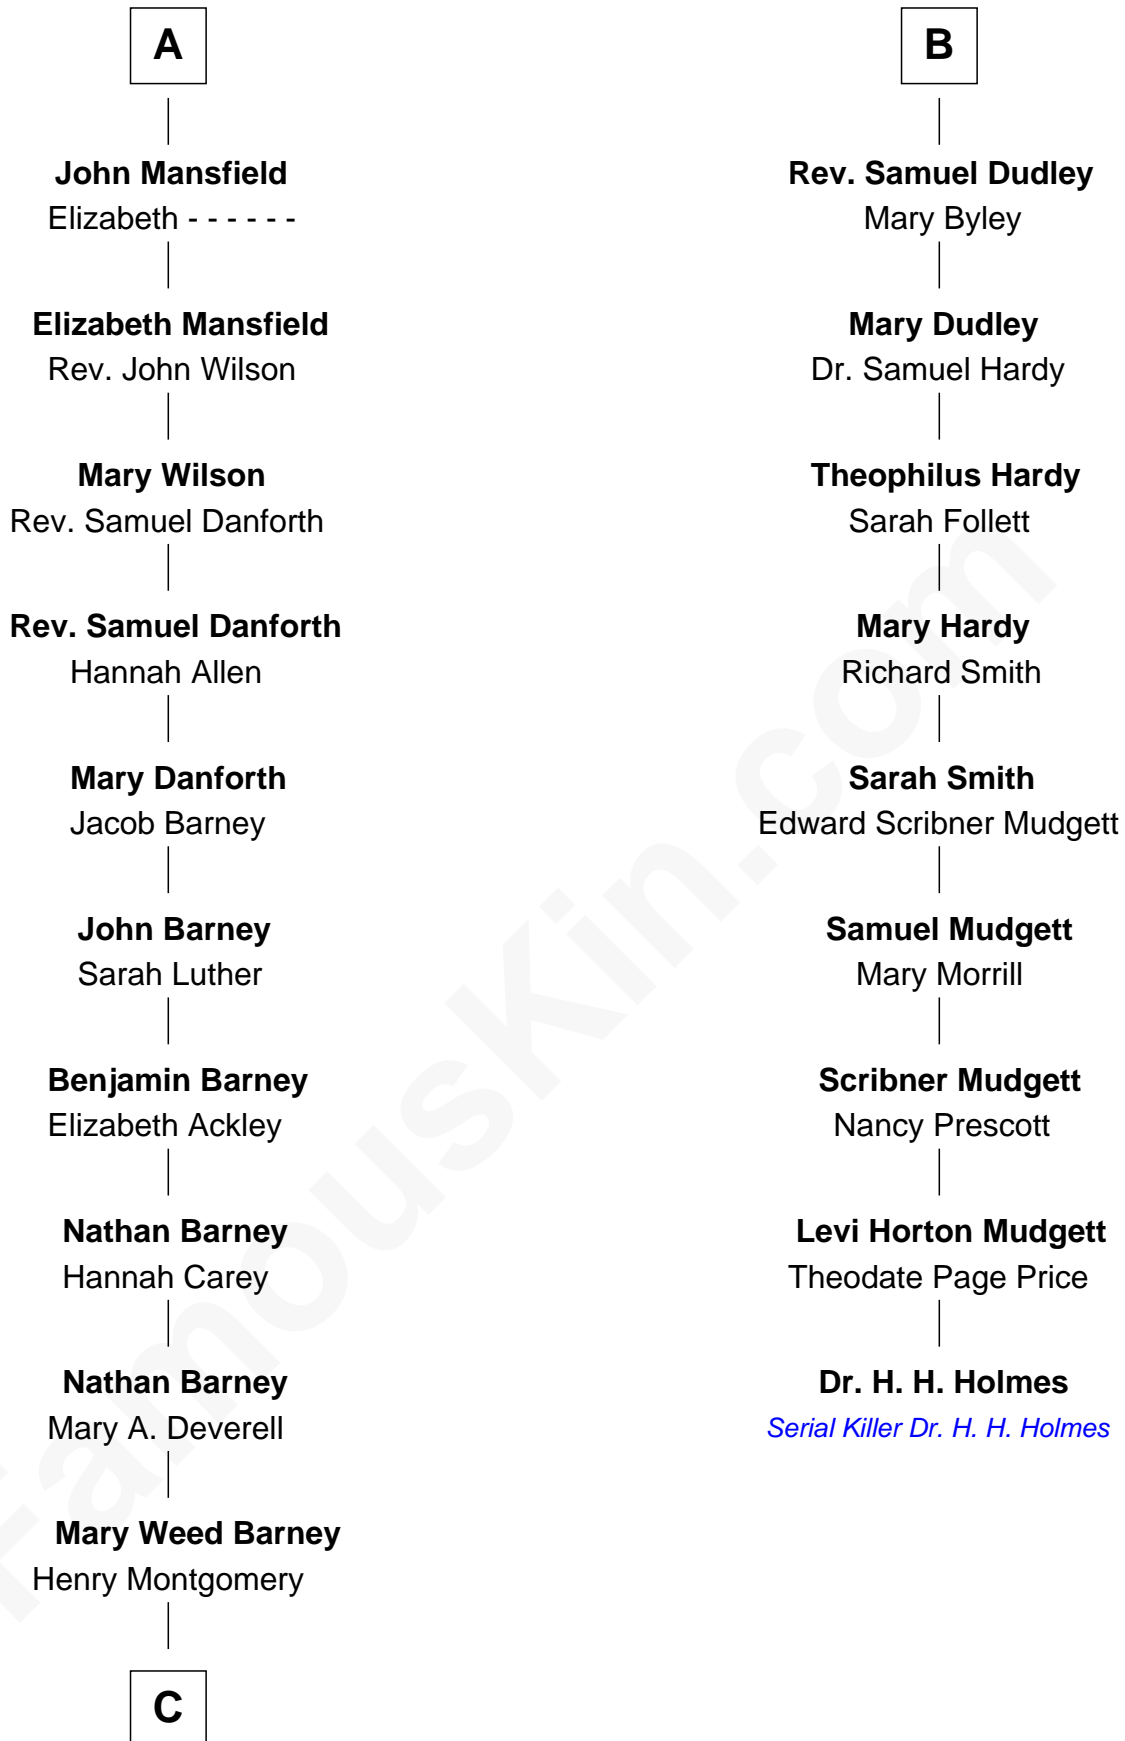 A
John Mansfield
Elizabeth - - - - - -
Elizabeth Mansfield
Rev. John Wilson
Mary Wilson
Rev. Samuel Danforth
Rev. Samuel Danforth
Hannah Allen
Mary Danforth
Jacob Barney
John Barney
Sarah Luther
Benjamin Barney
Elizabeth Ackley
Nathan Barney
Hannah Carey
Nathan Barney
Mary A. Deverell
Mary Weed Barney
Henry Montgomery
C
B
Rev. Samuel Dudley
Mary Byley
Mary Dudley
Dr. Samuel Hardy
Theophilus Hardy
Sarah Follett
Mary Hardy
Richard Smith
Sarah Smith
Edward Scribner Mudgett
Samuel Mudgett
Mary Morrill
Scribner Mudgett
Nancy Prescott
Levi Horton Mudgett
Theodate Page Price
Dr. H. H. Holmes
Serial Killer Dr. H. H. Holmes
FamousKin.com